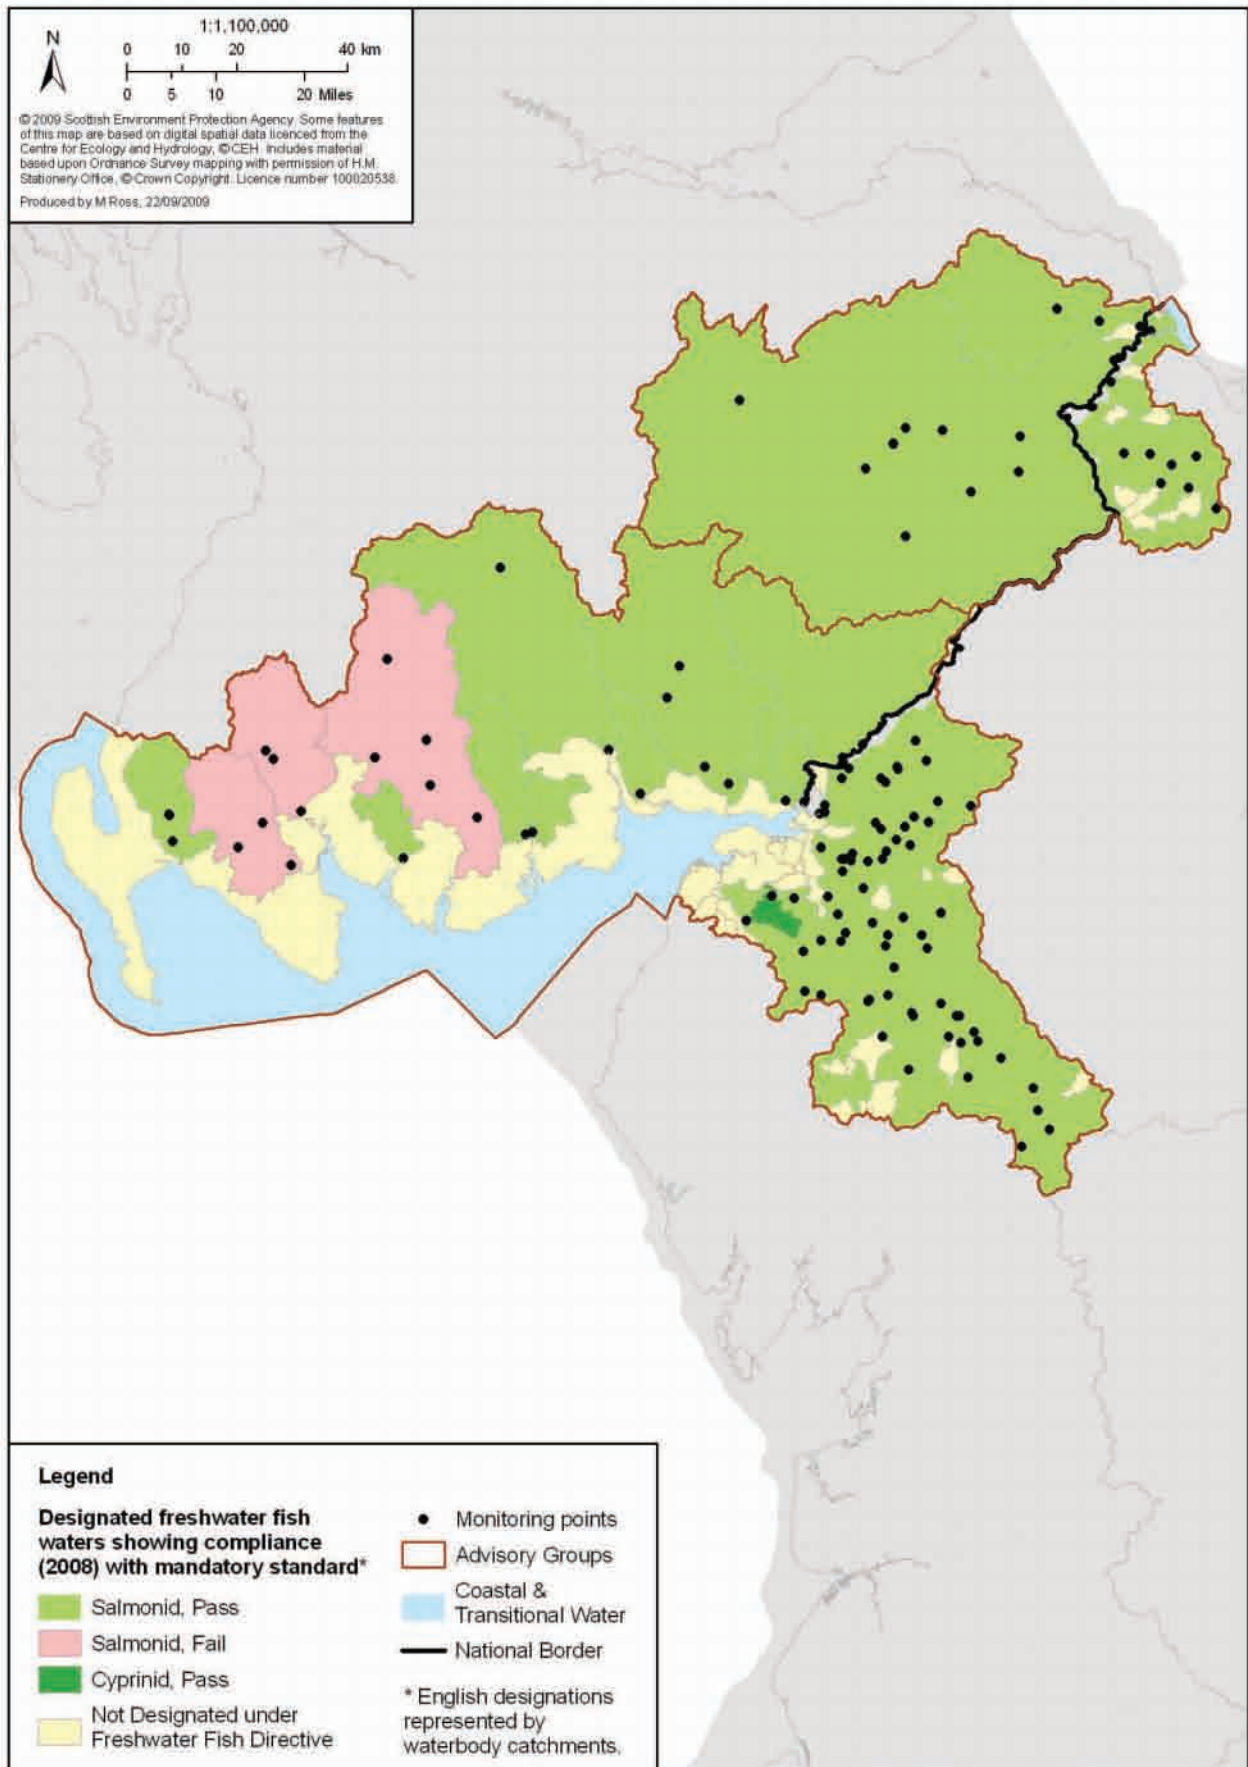 1:1,100,000
N
0 10 20 40 km
0 5 10 20 Miles
© 2009 Scottish Environment Protection Agency. Some features
of this map are based on digital spatial data licenced from the
Centre for Ecology and Hydrology, © CEH. Includes material
based upon Ordnance Survey mapping with permission of H.M.
Stationery Office, © Crown Copyright. Licence number 100020538.
Produced by M Ross, 22/09/2009
Legend
Designated freshwater fish
waters showing compliance
(2008) with mandatory standard*
Salmonid, Pass
Salmonid, Fail
Cyprinid, Pass
Not Designated under
Freshwater Fish Directive
Monitoring points
Advisory Groups
Coastal &
Transitional Water
National Border
* English designations
represented by
waterbody catchments.